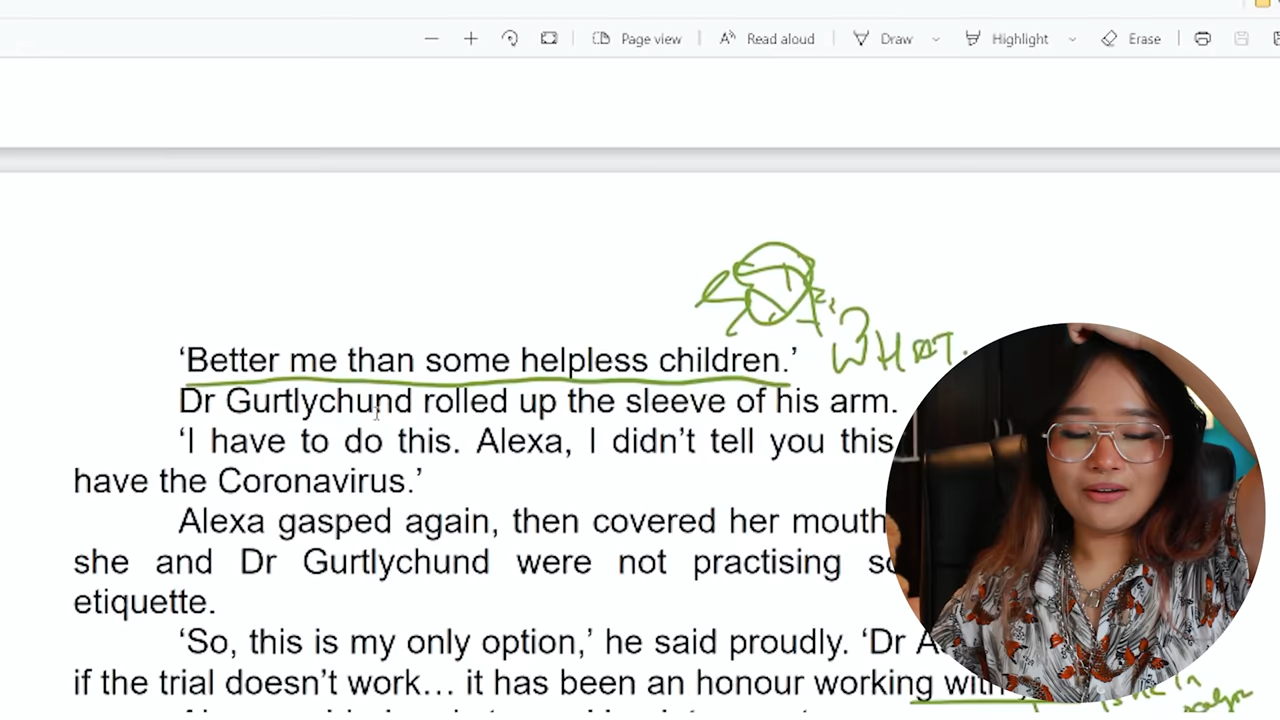 Page view
Read aloud
Draw
Highlight
Erase
‘Better me than some helpless children.’ WHAT.
Dr Gurtlychund rolled up the sleeve of his arm.
‘I have to do this. Alexa, I didn’t tell you this
have the Coronavirus.’
Alexa gasped again, then covered her mouth
she and Dr Gurtlychund were not practising
etiquette.
‘So, this is my only option,’ he said proudly. ‘Dr
if the trial doesn’t work… it has been an honour working with